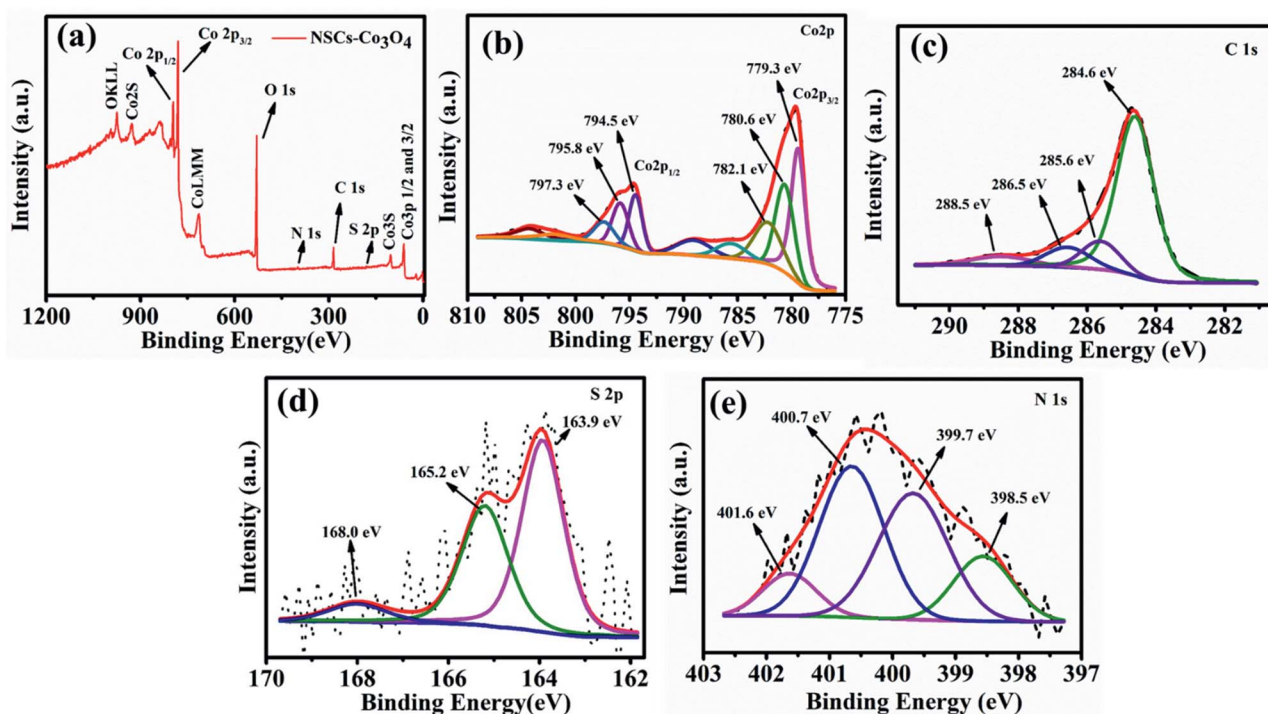 (a)
NSCs-Co3O4
Co 2p3/2
Co 2p1/2
OKLL
Co2S
CoLMM
O 1s
N 1s
C 1s
S 2p
Co3S
Co3p 1/2 and 3/2
Intensity (a.u.)
1200 900 600 300 0
Binding Energy(eV)
(b)
Co2p
779.3 eV
Co2p3/2
780.6 eV
782.1 eV
794.5 eV
795.8 eV
Co2p1/2
797.3 eV
Intensity (a.u.)
810 805 800 795 790 785 780 775
Binding Energy (eV)
(c)
C 1s
284.6 eV
285.6 eV
286.5 eV
288.5 eV
Intensity (a.u.)
290 288 286 284 282
Binding Energy (eV)
(d)
S 2p
163.9 eV
165.2 eV
168.0 eV
Intensity (a.u.)
170 168 166 164 162
Binding Energy(eV)
(e)
N 1s
400.7 eV
399.7 eV
401.6 eV
398.5 eV
Intensity (a.u.)
403 402 401 400 399 398 397
Binding Energy (eV)